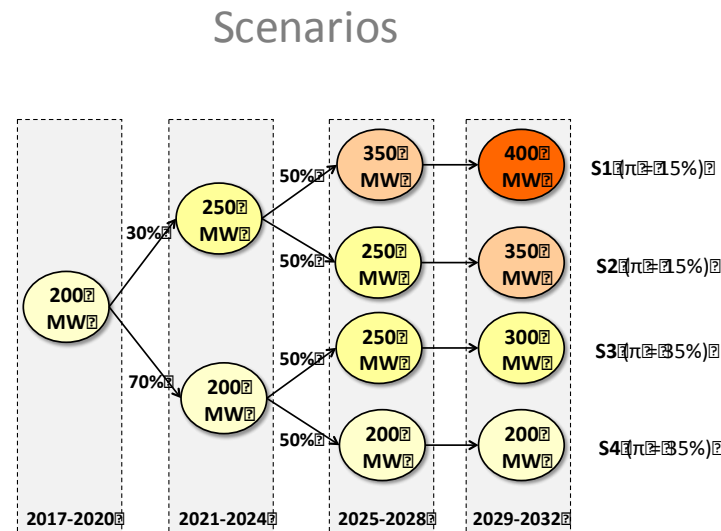 Scenarios
350
MW
400
MW
50%
S1 (π = 15%)
250
MW
30%
50%
250
MW
350
MW
S2 (π = 15%)
200
MW
250
MW
300
MW
S3 (π = 35%)
70%
50%
200
MW
50%
200
MW
200
MW
S4 (π = 35%)
2017-2020
2021-2024
2025-2028
2029-2032